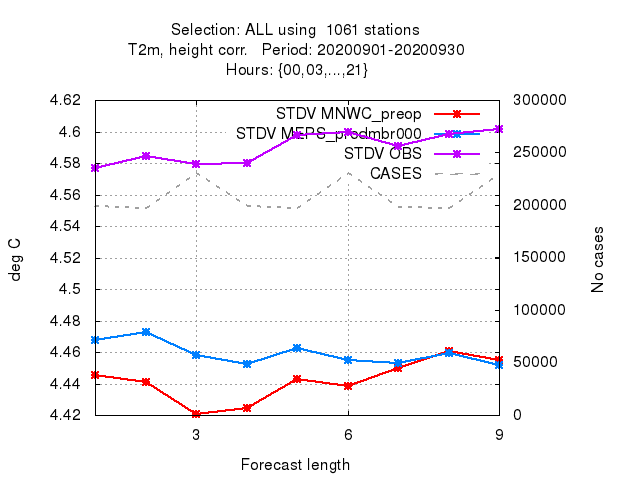 Selection: ALL using  1061 stations
T2m, height corr.   Period: 20200901-20200930
Hours: {00,03,...,21}
4.62
4.6
4.58
4.56
4.54
4.52
4.5
4.48
4.46
4.44
4.42
300000
250000
200000
150000
100000
50000
0
STDV MNWC_preop
STDV MEPS_prodmbr000
STDV OBS
CASES
deg C
No cases
3
6
9
Forecast length